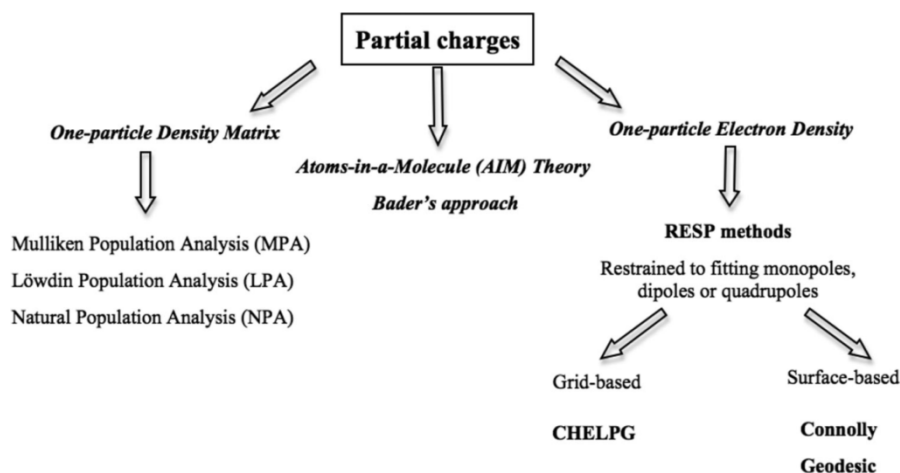 Partial charges
One-particle Density Matrix
Atoms-in-a-Molecule (AIM) Theory
Bader's approach
One-particle Electron Density
Mulliken Population Analysis (MPA)
Löwdin Population Analysis (LPA)
Natural Population Analysis (NPA)
RESP methods
Restrained to fitting monopoles,
dipoles or quadrupoles
Grid-based
CHELPG
Surface-based
Connolly
Geodesic